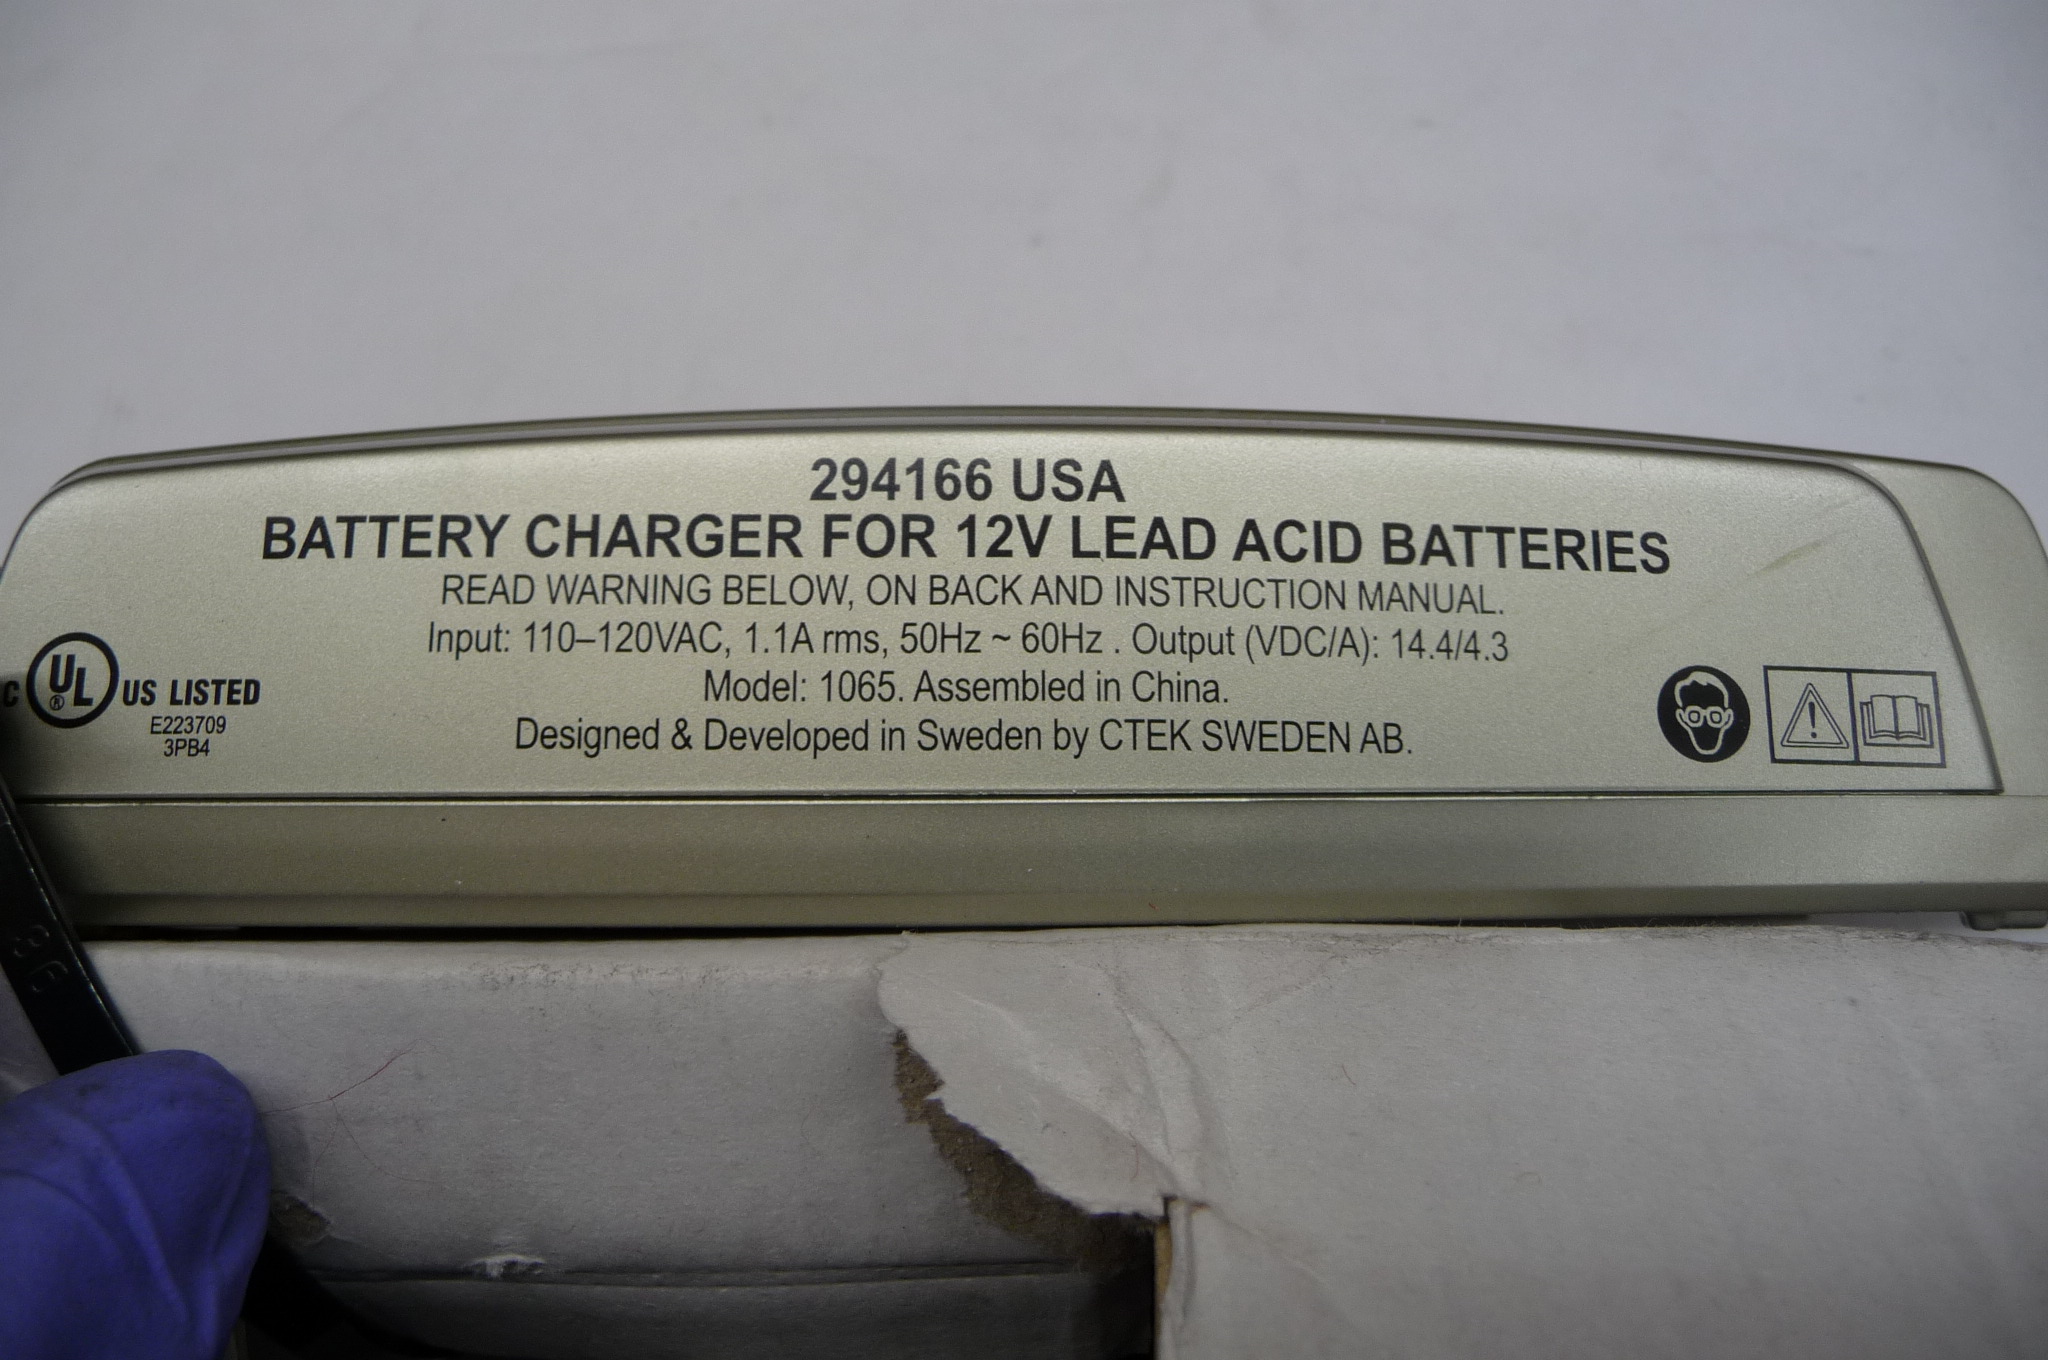 294166 USA
BATTERY CHARGER FOR 12V LEAD ACID BATTERIES
READ WARNING BELOW, ON BACK AND INSTRUCTION MANUAL.
Input: 110–120VAC, 1.1A rms, 50Hz ~ 60Hz . Output (VDC/A): 14.4/4.3
Model: 1065. Assembled in China.
Designed & Developed in Sweden by CTEK SWEDEN AB.
C UL ® US LISTED
E223709
3PB4